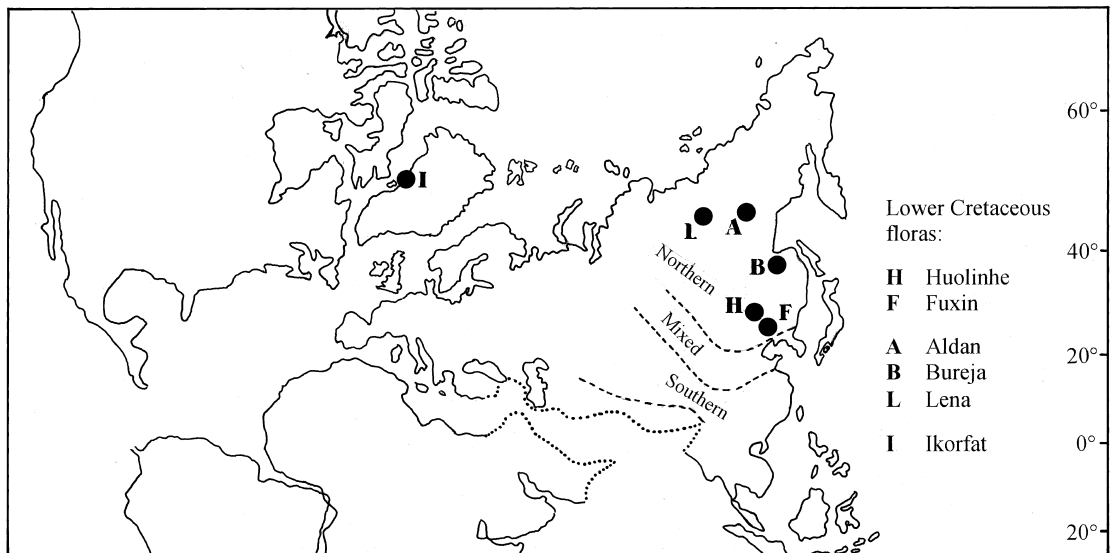 60°
I
Lower Cretaceous
floras:
L
A
40°
Northern
B
H Huolinhe
H
F
F Fuxin
Mixed
A Aldan
20°
B Bureja
Southern
L Lena
I Ikorfat
0°
20°